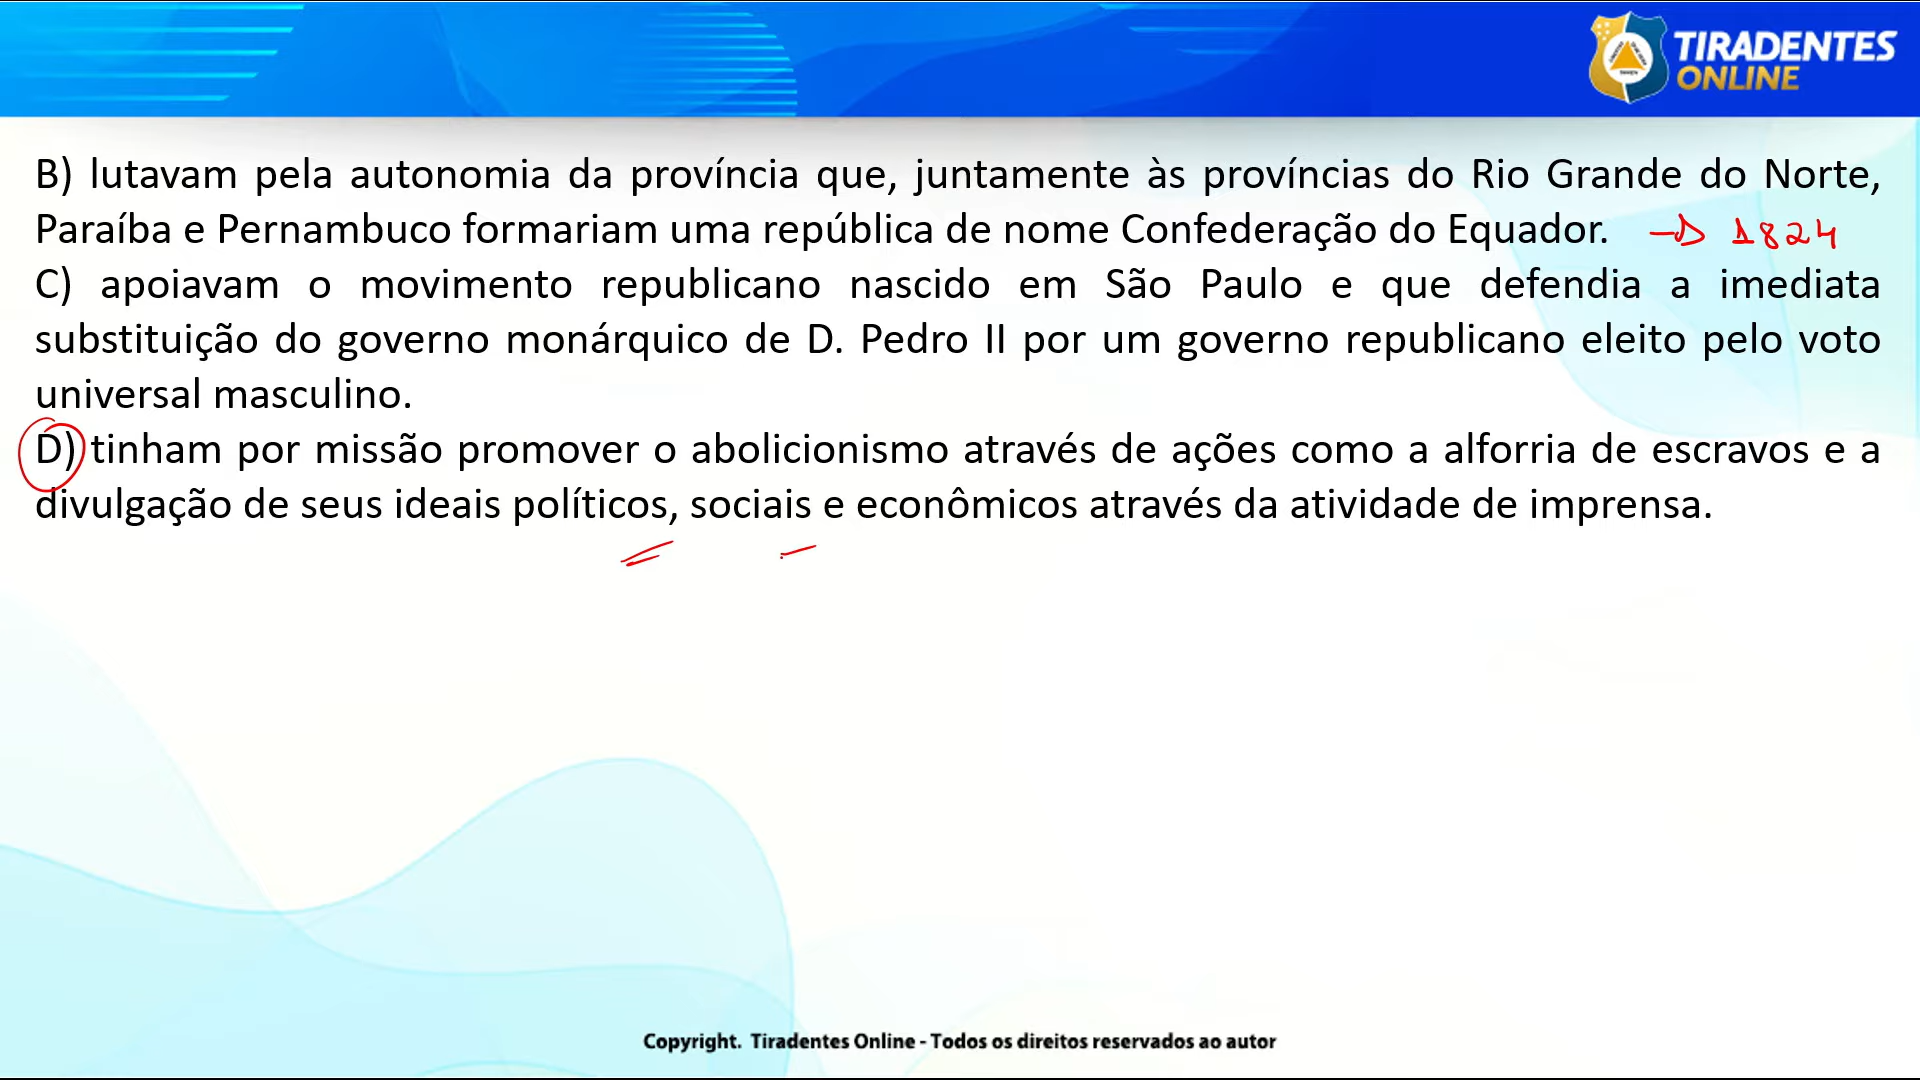 TIRADENTES
ONLINE
B) lutavam pela autonomia da província que, juntamente às províncias do Rio Grande do Norte,
Paraíba e Pernambuco formariam uma república de nome Confederação do Equador. → 1824
C) apoiavam o movimento republicano nascido em São Paulo e que defendia a imediata
substituição do governo monárquico de D. Pedro II por um governo republicano eleito pelo voto
universal masculino.
D) tinham por missão promover o abolicionismo através de ações como a alforria de escravos e a
divulgação de seus ideais políticos, sociais e econômicos através da atividade de imprensa.
Copyright. Tiradentes Online - Todos os direitos reservados ao autor